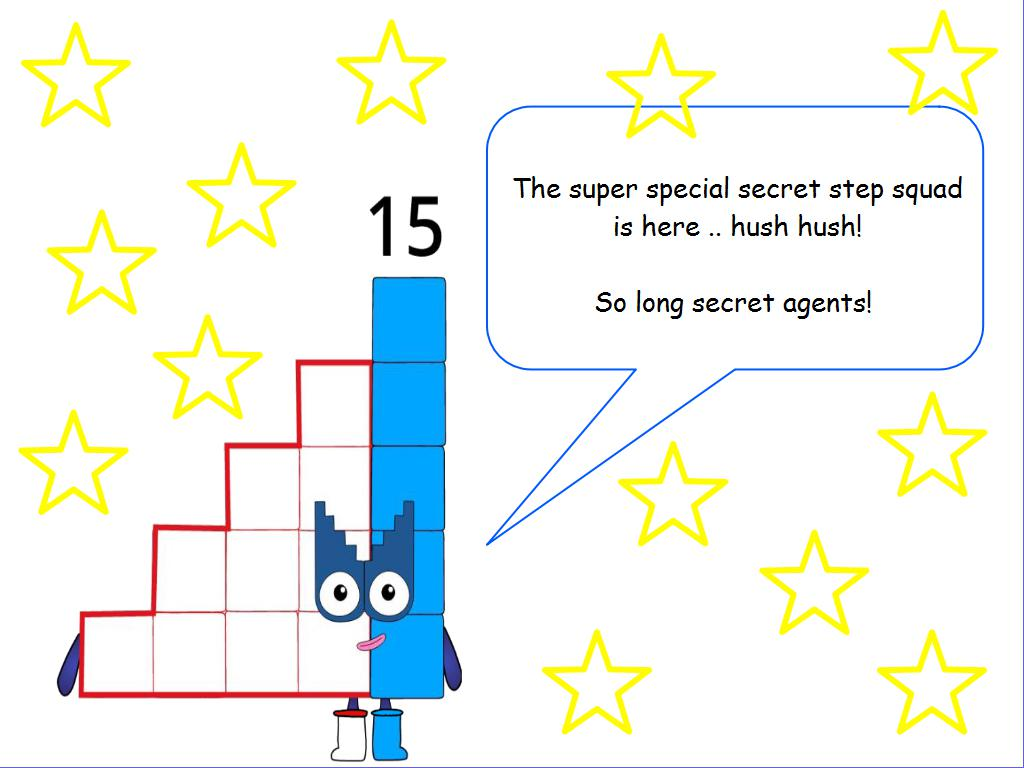 15
The super special secret step squad
is here .. hush hush!
So long secret agents!